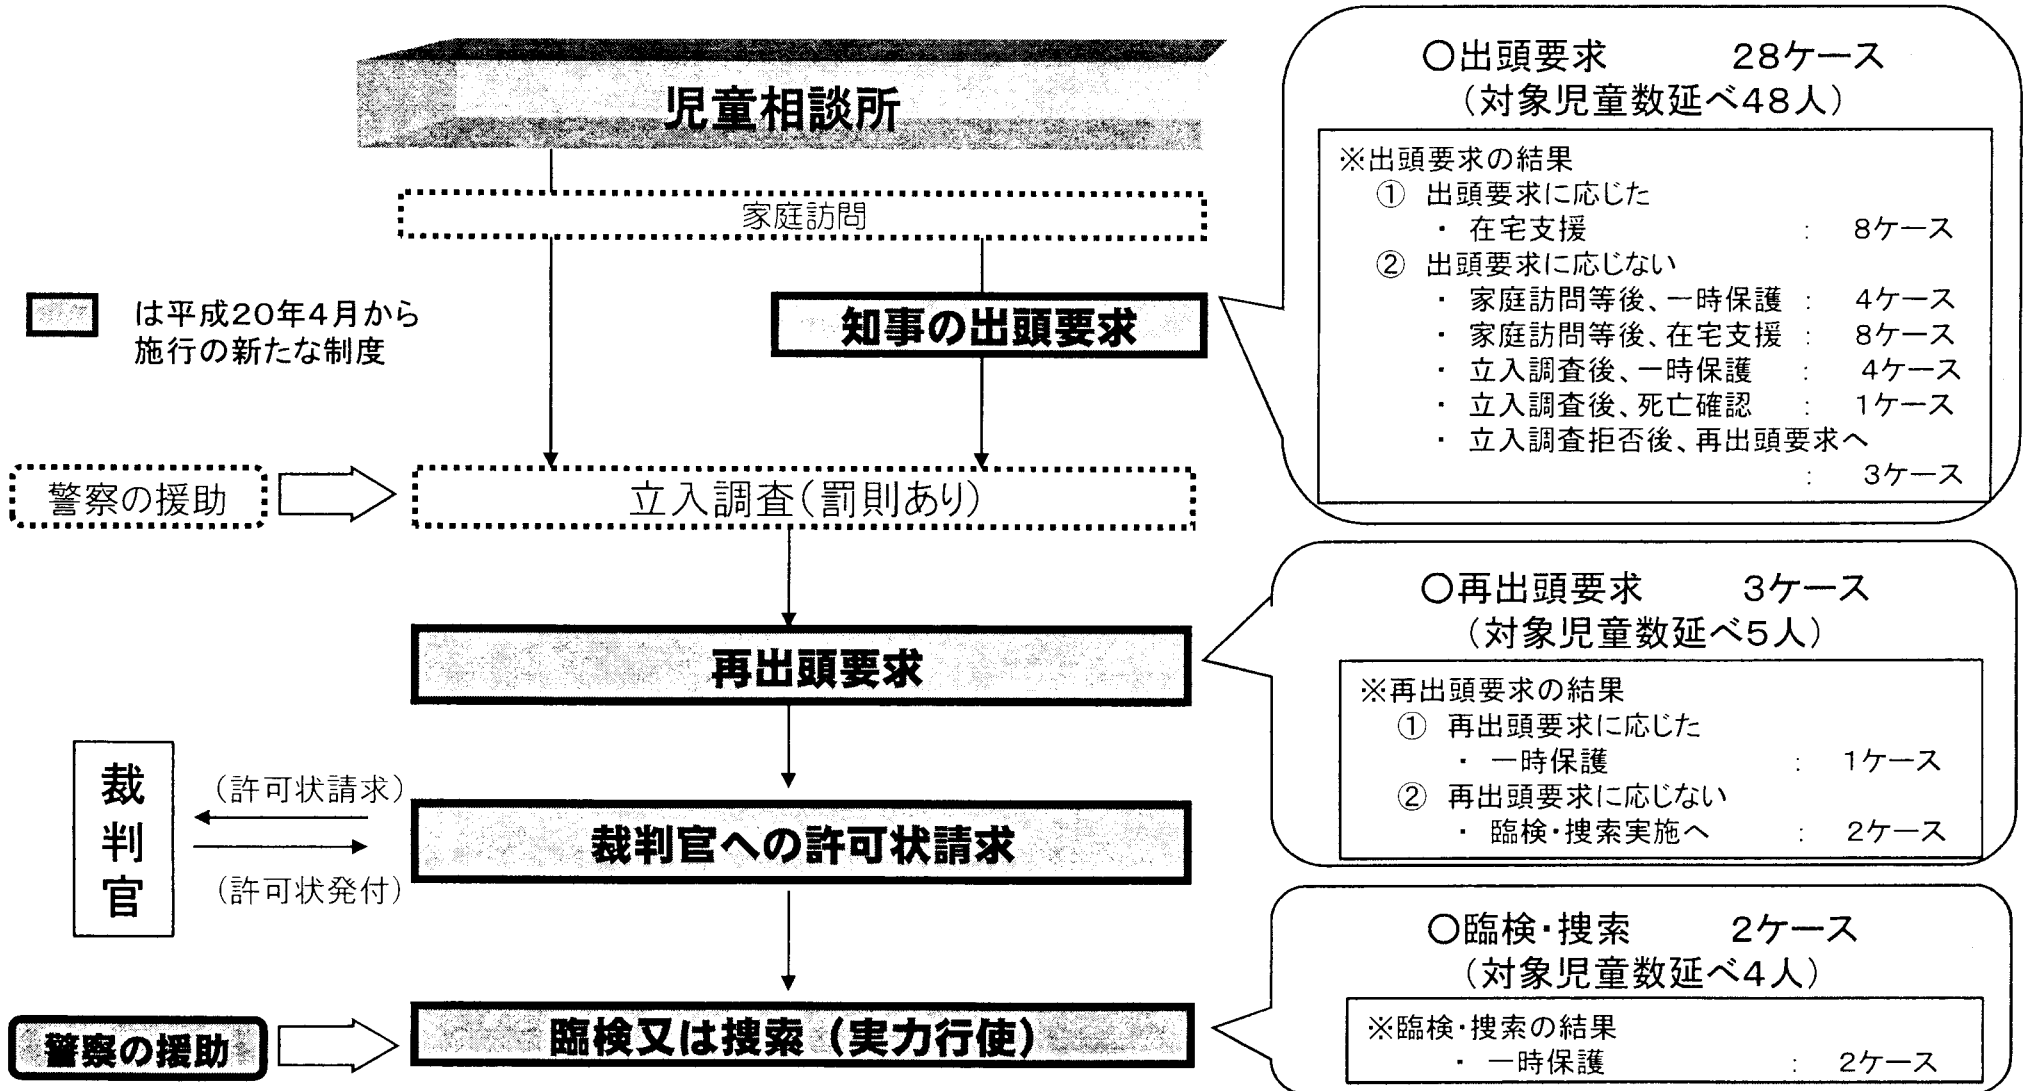 児童相談所
家庭訪問
知事の出頭要求
は平成20年4月から
施行の新たな制度
警察の援助
立入調査(罰則あり)
再出頭要求
裁判官
(許可状請求)
(許可状発付)
裁判官への許可状請求
警察の援助
臨検又は捜索(実力行使)
○出頭要求 28ケース
(対象児童数延べ48人)
※出頭要求の結果
① 出頭要求に応じた
・ 在宅支援 : 8ケース
② 出頭要求に応じない
・ 家庭訪問等後、一時保護 : 4ケース
・ 家庭訪問等後、在宅支援 : 8ケース
・ 立入調査後、一時保護 : 4ケース
・ 立入調査後、死亡確認 : 1ケース
・ 立入調査拒否後、再出頭要求へ
: 3ケース
○再出頭要求 3ケース
(対象児童数延べ5人)
※再出頭要求の結果
① 再出頭要求に応じた
・ 一時保護 : 1ケース
② 再出頭要求に応じない
・ 臨検・捜索実施へ : 2ケース
○臨検・捜索 2ケース
(対象児童数延べ4人)
※臨検・捜索の結果
・ 一時保護 : 2ケース